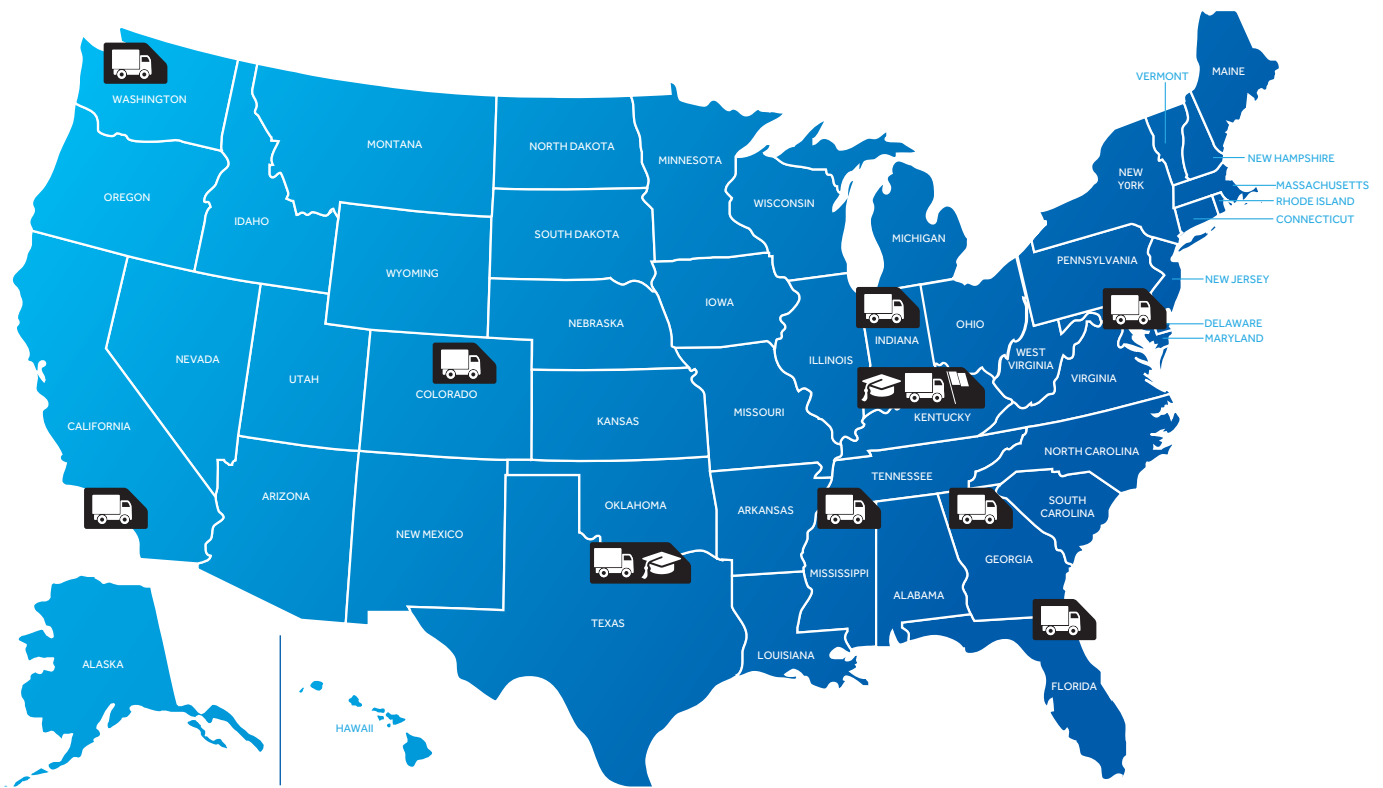 MAINE
VERMONT
WASHINGTON
MONTANA
NORTH DAKOTA
MINNESOTA
NEW HAMPSHIRE
NEW
YORK
MASSACHUSETTS
OREGON
RHODE ISLAND
WISCONSIN
IDAHO
CONNECTICUT
SOUTH DAKOTA
MICHIGAN
PENNSYLVANIA
WYOMING
NEW JERSEY
IOWA
NEBRASKA
OHIO
DELAWARE
INDIANA
MARYLAND
NEVADA
ILLINOIS
WEST
VIRGINIA
UTAH
VIRGINIA
COLORADO
MISSOURI
KENTUCKY
KANSAS
CALIFORNIA
NORTH CAROLINA
TENNESSEE
ARIZONA
OKLAHOMA
ARKANSAS
SOUTH
CAROLINA
NEW MEXICO
GEORGIA
MISSISSIPPI
ALABAMA
TEXAS
LOUISIANA
ALASKA
FLORIDA
HAWAII